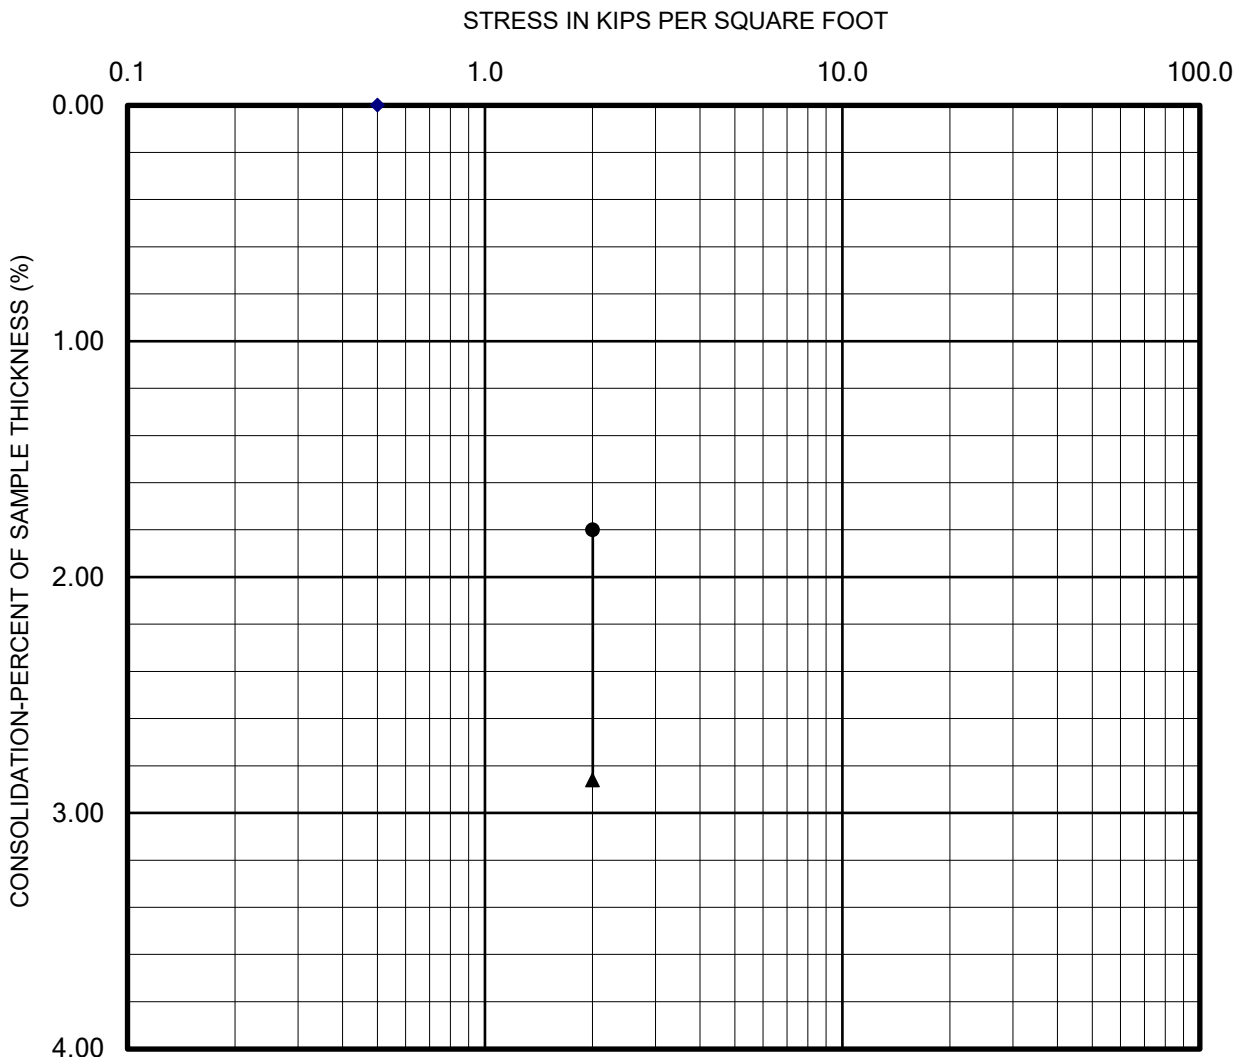 STRESS IN KIPS PER SQUARE FOOT
0.1 1.0 10.0 100.0
0.00
1.00
2.00
3.00
4.00
CONSOLIDATION-PERCENT OF SAMPLE THICKNESS (%)